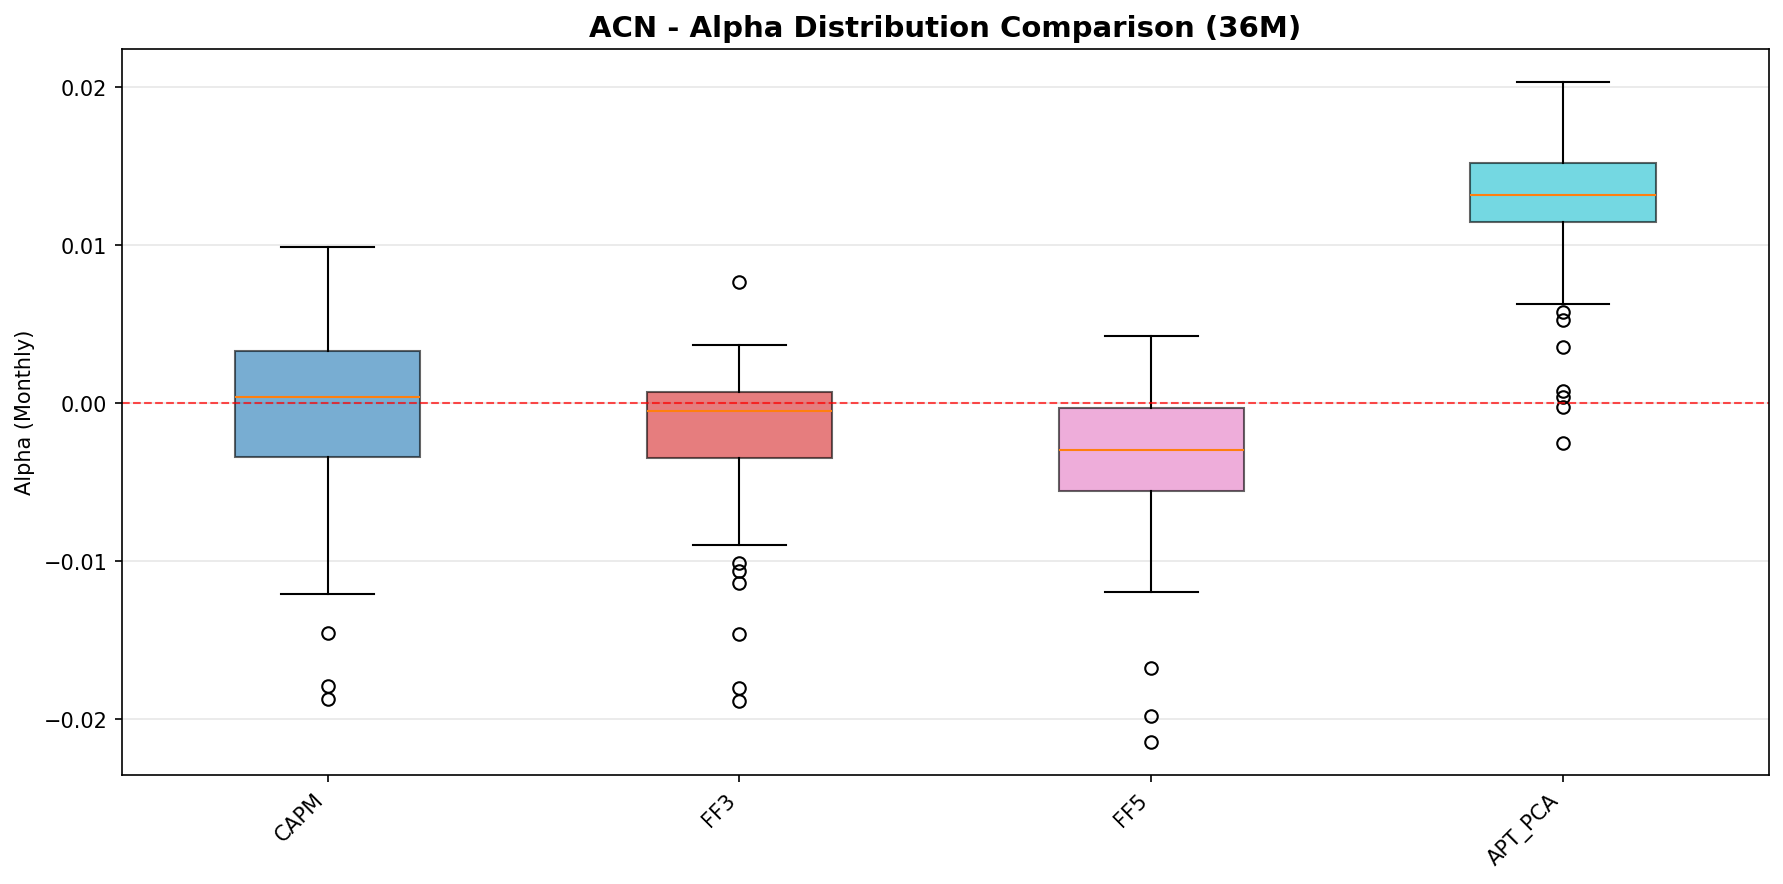 ACN - Alpha Distribution Comparison (36M)
Alpha (Monthly)
0.02
0.01
0.00
−0.01
−0.02
CAPM
FF3
FF5
APT_PCA